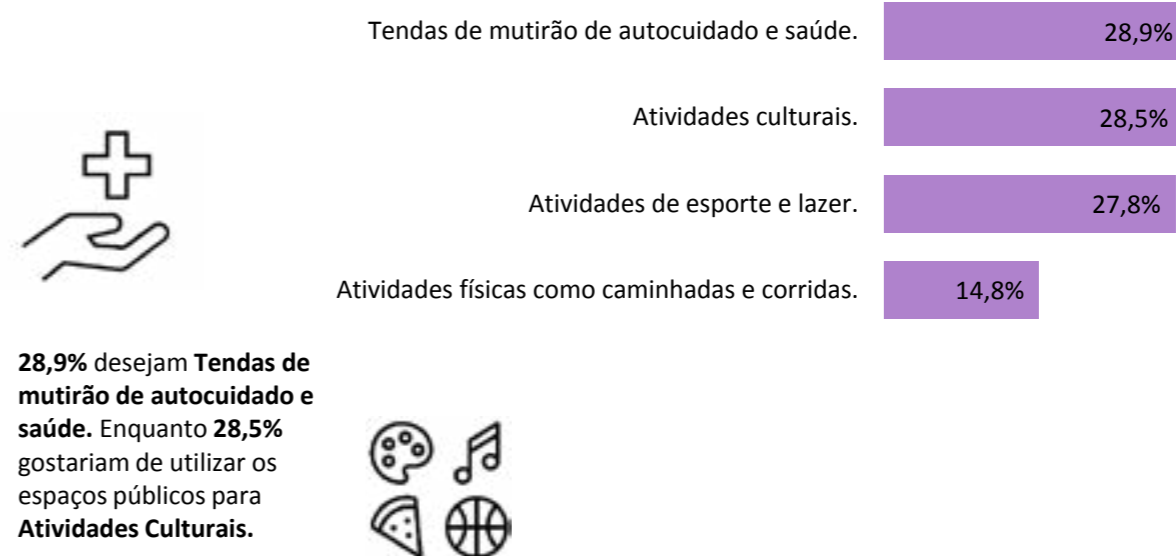 Tendas de mutirão de autocuidado e saúde. 28,9%
Atividades culturais. 28,5%
Atividades de esporte e lazer. 27,8%
Atividades físicas como caminhadas e corridas. 14,8%
28,9% desejam Tendas de
mutirão de autocuidado e
saúde. Enquanto 28,5%
gostariam de utilizar os
espaços públicos para
Atividades Culturais.